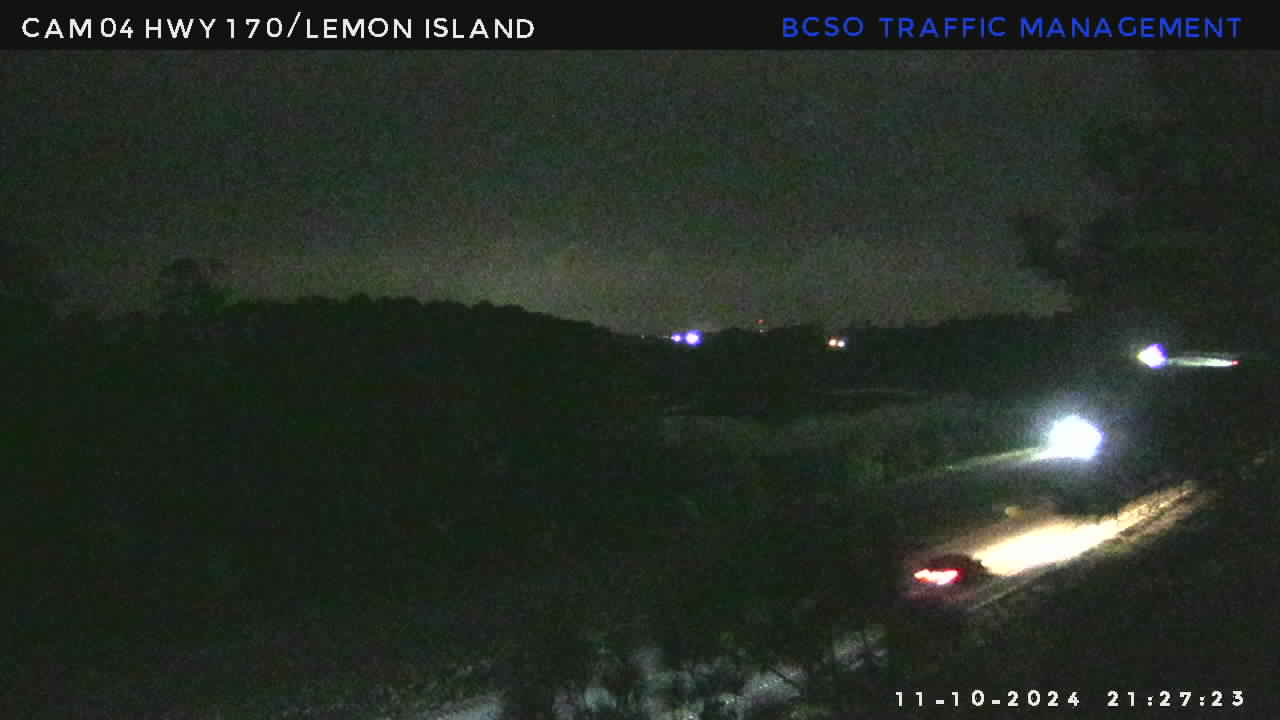 CAM04 HWY 170/LEMON ISLAND
BCSO TRAFFIC MANAGEMENT
11-10-2024 21:27:23